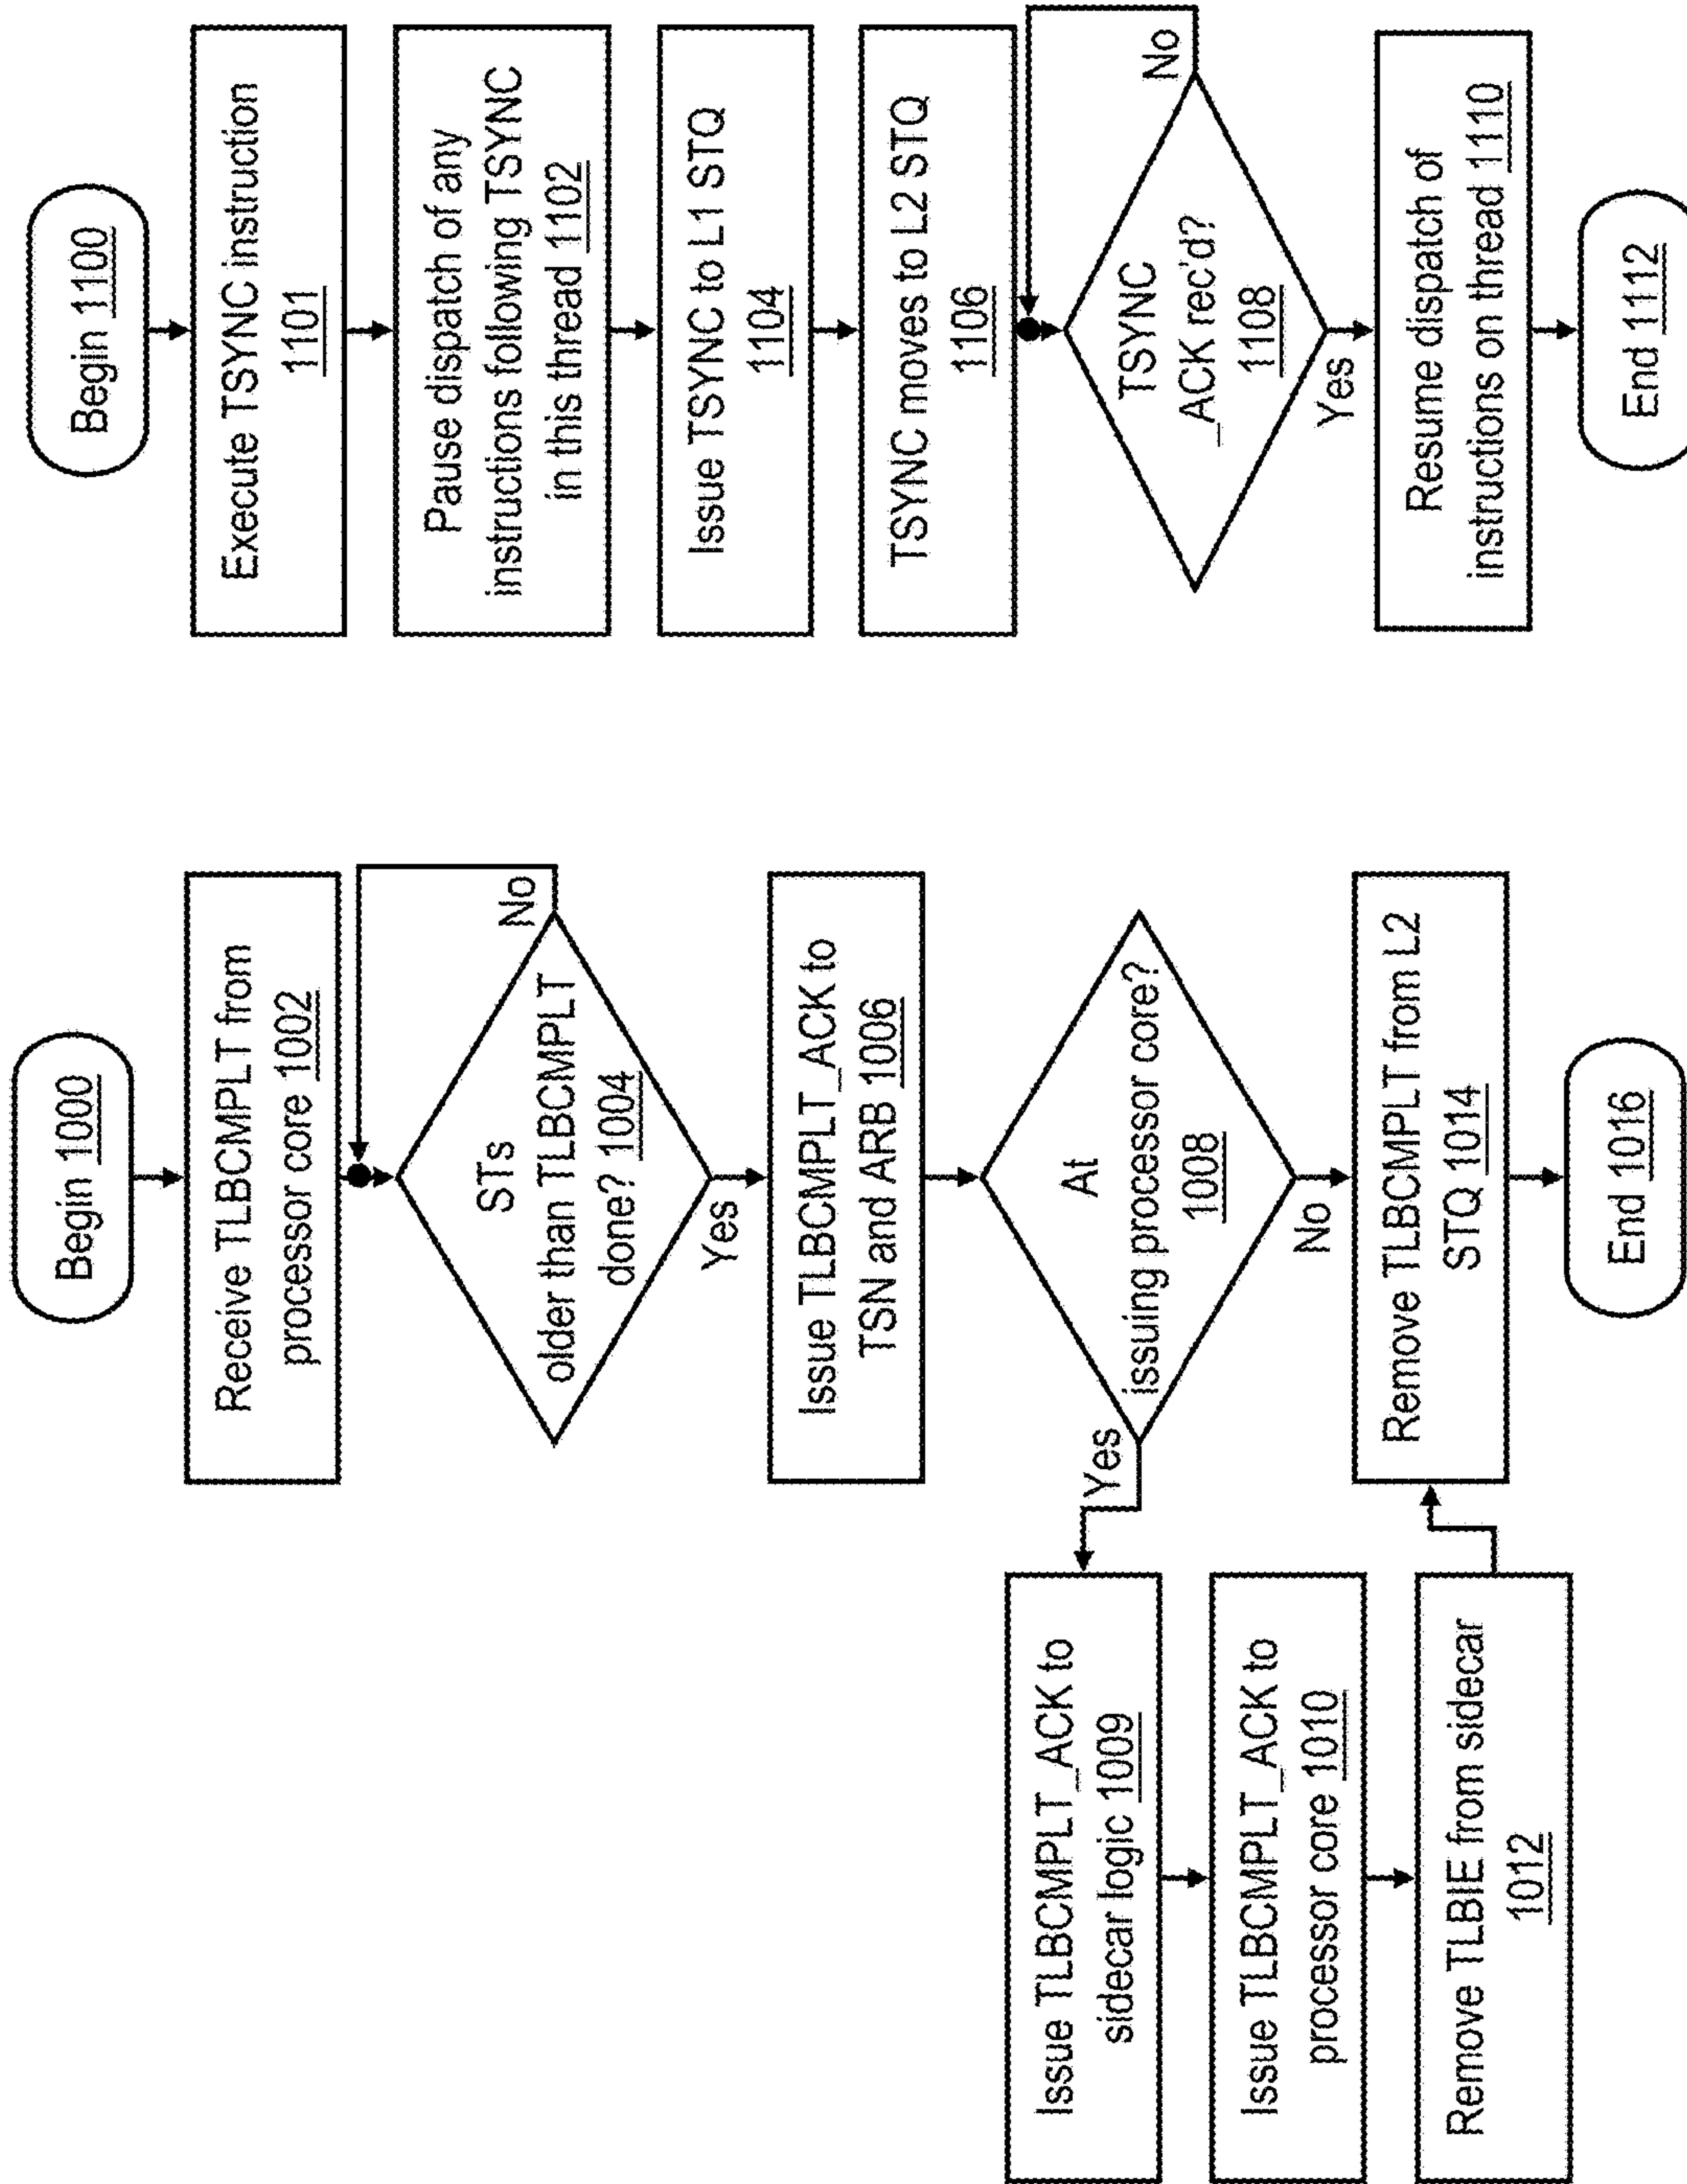 Begin 1000
Receive TLBCMPLT from
processor core 1002
STs
older than TLBCMPLT
done? 1004
No
Yes
Issue TLBCMPLT_ACK to
TSN and ARB 1006
At
issuing processor core?
1008
Yes
No
Issue TLBCMPLT_ACK to
sidecar logic 1009
Issue TLBCMPLT_ACK to
processor core 1010
Remove TLBIE from sidecar
1012
Remove TLBCMPLT from L2
STQ 1014
End 1016
Begin 1100
Execute TSYNC instruction
1101
Pause dispatch of any
instructions following TSYNC
in this thread 1102
Issue TSYNC to L1 STQ
1104
TSYNC moves to L2 STQ
1106
TSYNC
_ACK rec'd?
1108
No
Yes
Resume dispatch of
instructions on thread 1110
End 1112